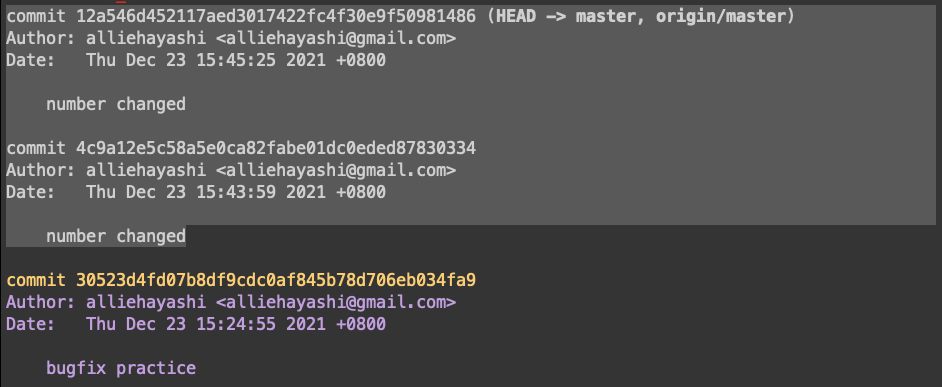 commit 12a546d452117aed3017422fc4f30e9f50981486 (HEAD -> master, origin/master)
Author: alliehayashi <alliehayashi@gmail.com>
Date:   Thu Dec 23 15:45:25 2021 +0800
    number changed
commit 4c9a12e5c58a5e0ca82fabe01dc0eded87830334
Author: alliehayashi <alliehayashi@gmail.com>
Date:   Thu Dec 23 15:43:59 2021 +0800
    number changed
commit 30523d4fd07b8df9cdc0af845b78d706eb034fa9
Author: alliehayashi <alliehayashi@gmail.com>
Date:   Thu Dec 23 15:24:55 2021 +0800
    bugfix practice